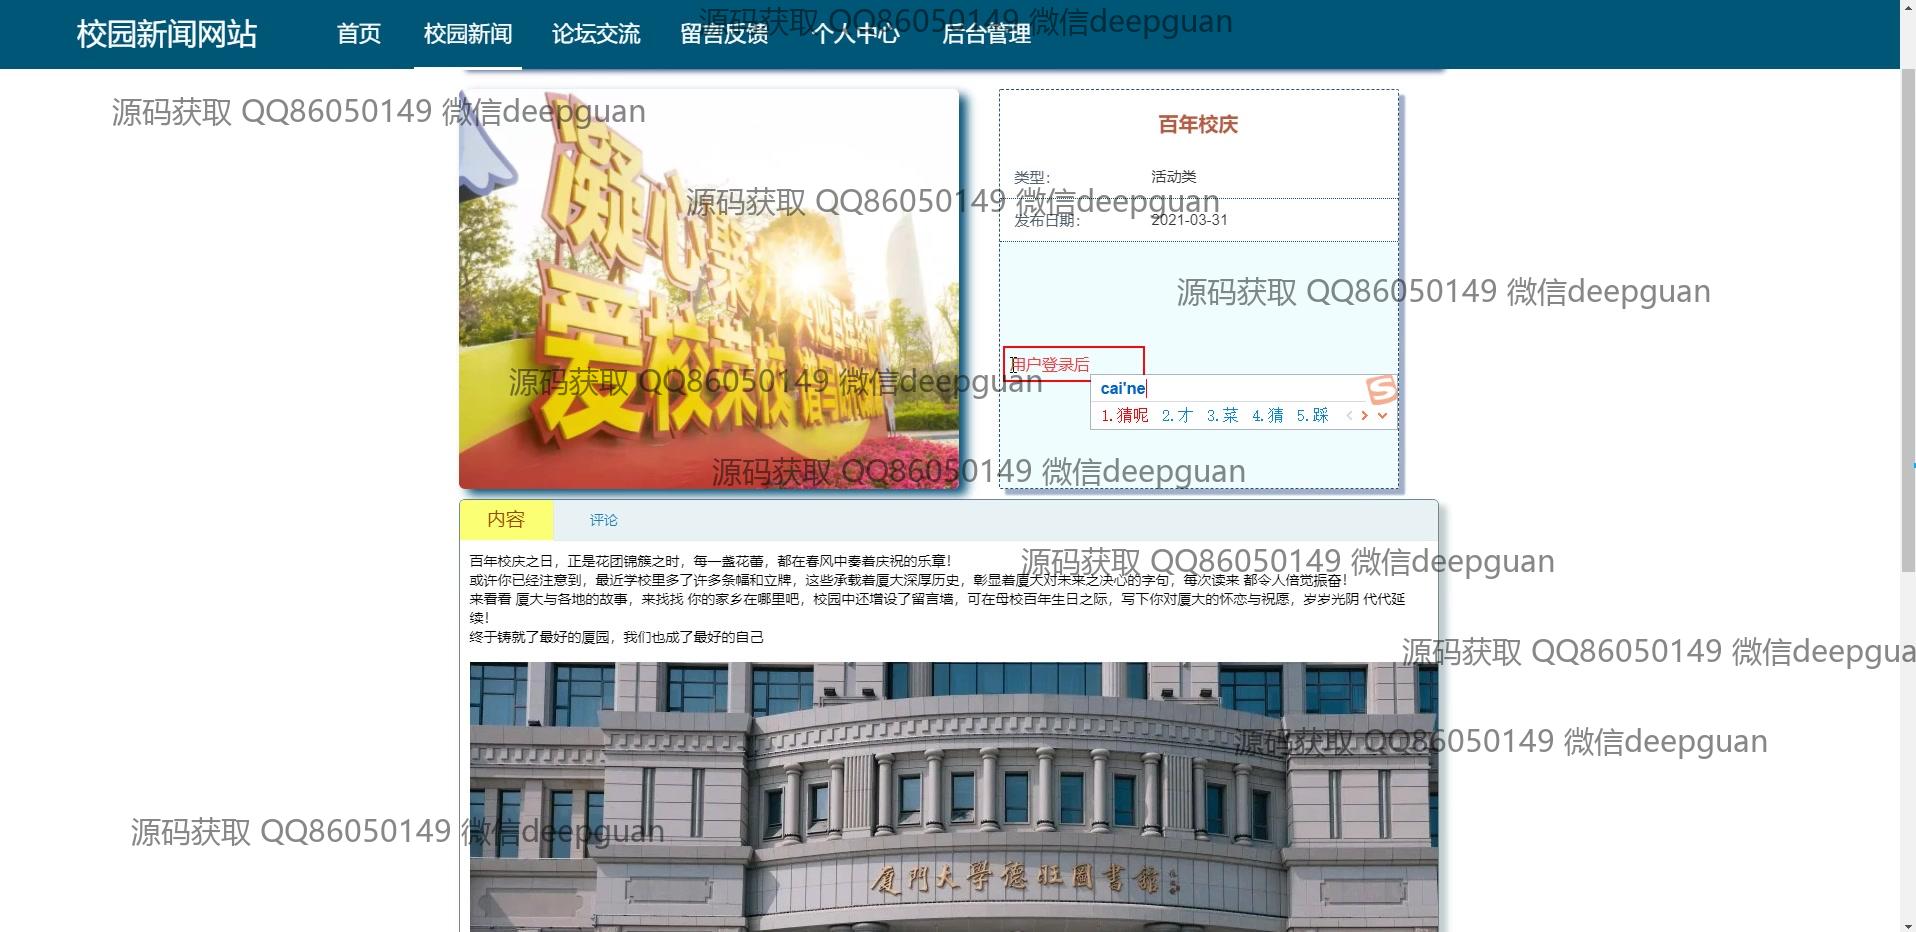 校园新闻网站 首页 校园新闻 论坛交流 留言反馈 个人中心 后台管理
源码获取 QQ86050149 微信deepguan
源码获取 QQ86050149 微信deepguan
百年校庆
类型: 活动类
源码获取 QQ86050149 微信deepguan
发布日期: 2021-03-31
源码获取 QQ86050149 微信deepguan
凝心聚
爱校荣校
用户登录后
源码获取 QQ86050149 微信deepguan
cai'ne
1.猜呢 2.才 3.菜 4.猜 5.踩
源码获取 QQ86050149 微信deepguan
内容 评论
百年校庆之日，正是花团锦簇之时，每一盏花蕾，都在春风中奏着庆祝的乐章！
源码获取 QQ86050149 微信deepguan
或许你已经注意到，最近学校里多了许多条幅和立牌，这些承载着厦大深厚历史，彰显着厦大对未来之决心的字句，每次读来 都令人倍觉振奋！
来看看 厦大与各地的故事，来找找 你的家乡在哪里吧，校园中还增设了留言墙，可在母校百年生日之际，写下你对厦大的怀恋与祝愿，岁岁光阴 代代延
续！
终于铸就了最好的厦园，我们也成了最好的自己
源码获取 QQ86050149 微信deepgua
源码获取 QQ86050149 微信deepguan
源码获取 QQ86050149 微信deepguan
厦門大學德旺圖書館